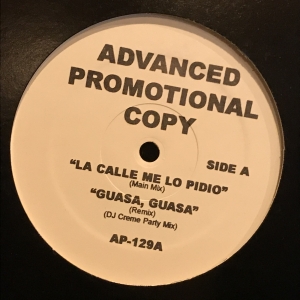 ADVANCED
PROMOTIONAL
COPY
SIDE A
"LA CALLE ME LO PIDIO"
(Main Mix)
"GUASA, GUASA"
(Remix)
(DJ Creme Party Mix)
AP-129A